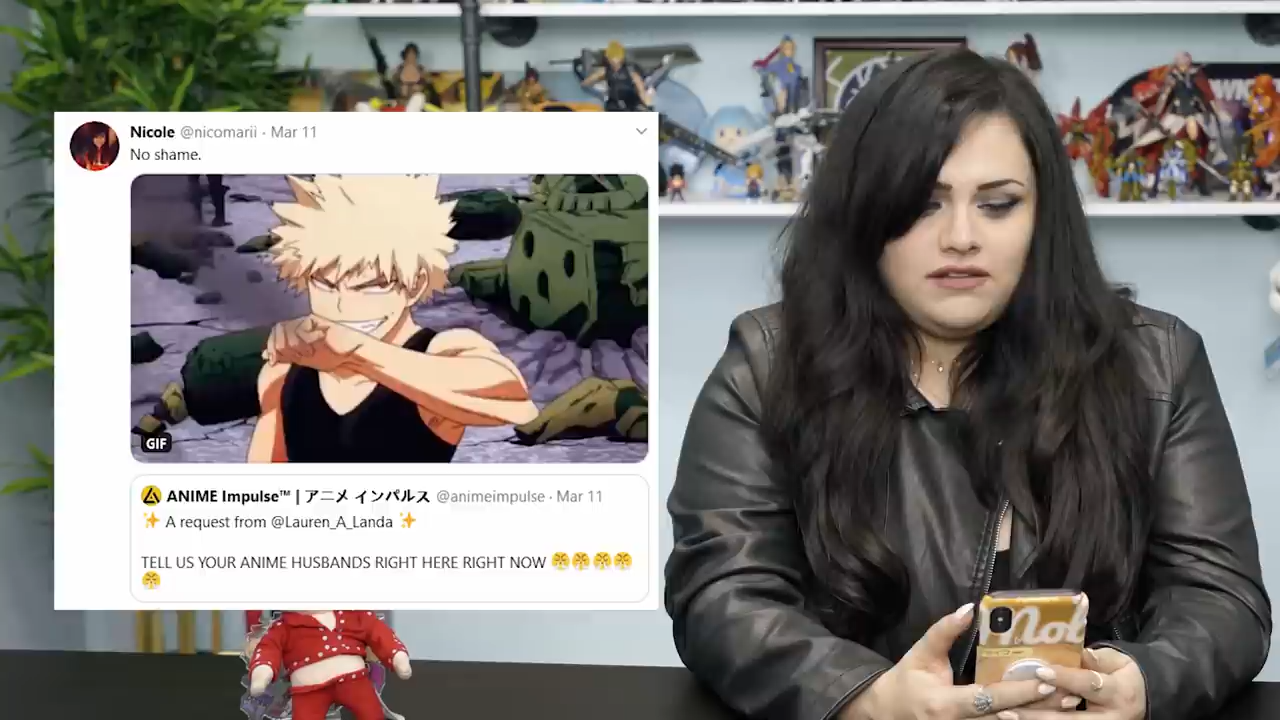 Nicole @nicomarii · Mar 11
No shame.
GIF
ANIME Impulse™ | アニメ インパルス @animeimpulse · Mar 11
✨ A request from @Lauren_A_Landa ✨
TELL US YOUR ANIME HUSBANDS RIGHT HERE RIGHT NOW 😤😤😤😤
😤
Mol